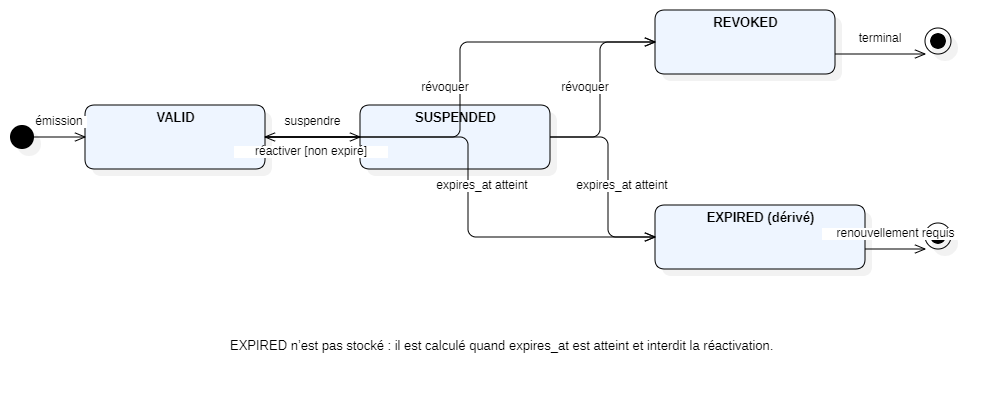 REVOKED
terminal
révoquer
révoquer
émission
VALID
suspendre
SUSPENDED
réactiver [non expiré]
expires_at atteint
expires_at atteint
EXPIRED (dérivé)
renouvellement requis
EXPIRED n'est pas stocké : il est calculé quand expires_at est atteint et interdit la réactivation.